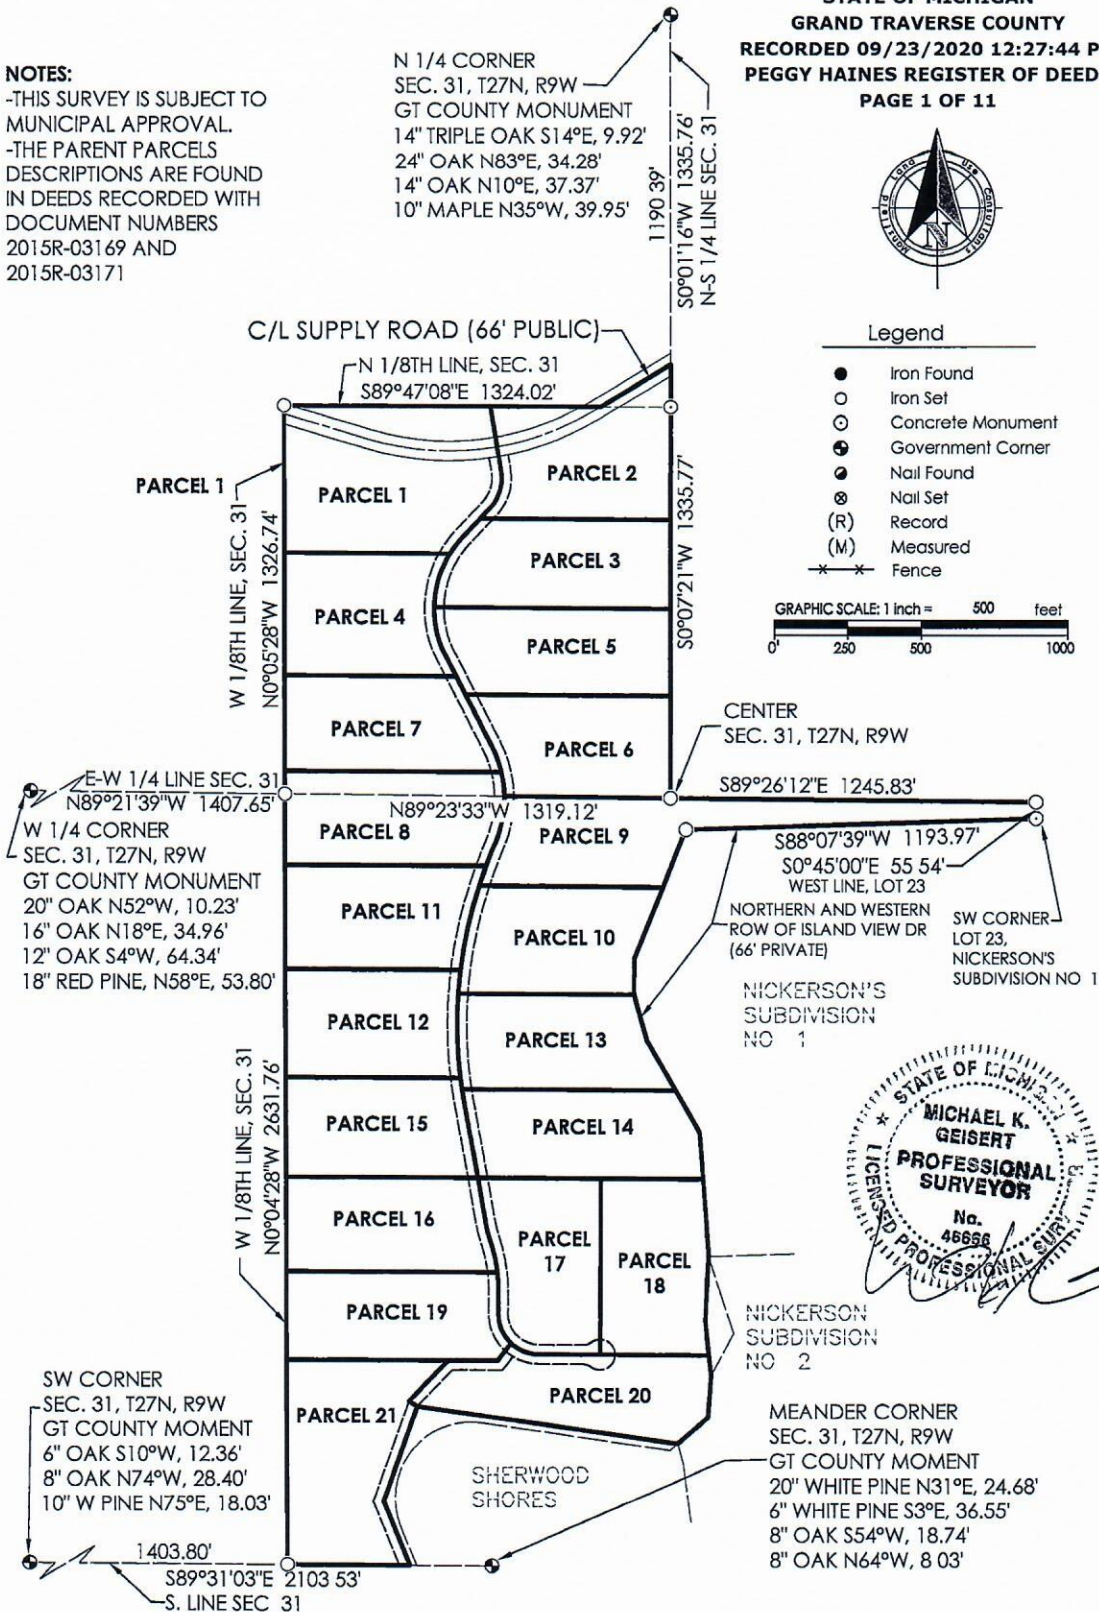 STATE OF MICHIGAN
GRAND TRAVERSE COUNTY
RECORDED 09/23/2020 12:27:44 P
PEGGY HAINES REGISTER OF DEED
PAGE 1 OF 11
NOTES:
-THIS SURVEY IS SUBJECT TO
MUNICIPAL APPROVAL.
-THE PARENT PARCELS
DESCRIPTIONS ARE FOUND
IN DEEDS RECORDED WITH
DOCUMENT NUMBERS
2015R-03169 AND
2015R-03171
N 1/4 CORNER
SEC. 31, T27N, R9W
GT COUNTY MONUMENT
14" TRIPLE OAK S14°E, 9.92'
24" OAK N83°E, 34.28'
14" OAK N10°E, 37.37'
10" MAPLE N35°W, 39.95'
1190 39'
S0°01'16"W 1335.76'
N-S 1/4 LINE SEC. 31
Mansfield Land Use Consultants
N
C/L SUPPLY ROAD (66' PUBLIC)
N 1/8TH LINE, SEC. 31
S89°47'08"E 1324.02'
Legend
Iron Found
Iron Set
Concrete Monument
Government Corner
Nail Found
Nail Set
(R) Record
(M) Measured
Fence
GRAPHIC SCALE: 1 inch = 500 feet
0' 250 500 1000
PARCEL 1
W 1/8TH LINE, SEC. 31
N0°05'28"W 1326.74'
PARCEL 1
PARCEL 2
PARCEL 3
PARCEL 4
PARCEL 5
PARCEL 7
PARCEL 6
S0°07'21"W 1335.77'
CENTER
SEC. 31, T27N, R9W
S89°26'12"E 1245.83'
E-W 1/4 LINE SEC. 31
N89°21'39"W 1407.65'
N89°23'33"W 1319.12'
W 1/4 CORNER
SEC. 31, T27N, R9W
GT COUNTY MONUMENT
20" OAK N52°W, 10.23'
16" OAK N18°E, 34.96'
12" OAK S4°W, 64.34'
18" RED PINE, N58°E, 53.80'
PARCEL 8
PARCEL 9
S88°07'39"W 1193.97'
S0°45'00"E 55 54'
WEST LINE, LOT 23
NORTHERN AND WESTERN
ROW OF ISLAND VIEW DR
(66' PRIVATE)
SW CORNER
LOT 23,
NICKERSON'S
SUBDIVISION NO 1
PARCEL 11
PARCEL 10
NICKERSON'S
SUBDIVISION
NO 1
PARCEL 12
PARCEL 13
W 1/8TH LINE, SEC. 31
N0°04'28"W 2631.76'
PARCEL 15
PARCEL 14
STATE OF MICHIGAN
MICHAEL K.
GEISERT
PROFESSIONAL
SURVEYOR
No.
46666
LICENSED PROFESSIONAL SURVEYOR
PARCEL 16
PARCEL
17
PARCEL
18
PARCEL 19
NICKERSON
SUBDIVISION
NO 2
PARCEL 20
PARCEL 21
SW CORNER
SEC. 31, T27N, R9W
GT COUNTY MOMENT
6" OAK S10°W, 12.36'
8" OAK N74°W, 28.40'
10" W PINE N75°E, 18.03'
SHERWOOD
SHORES
MEANDER CORNER
SEC. 31, T27N, R9W
GT COUNTY MOMENT
20" WHITE PINE N31°E, 24.68'
6" WHITE PINE S3°E, 36.55'
8" OAK S54°W, 18.74'
8" OAK N64°W, 8 03'
1403.80'
S89°31'03"E 2103 53'
S. LINE SEC 31